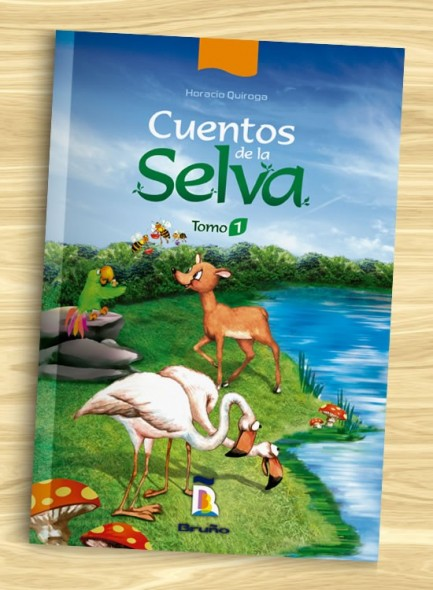 Horacio Quiroga
Cuentos
de la
Selva
Tomo 1
Bruño